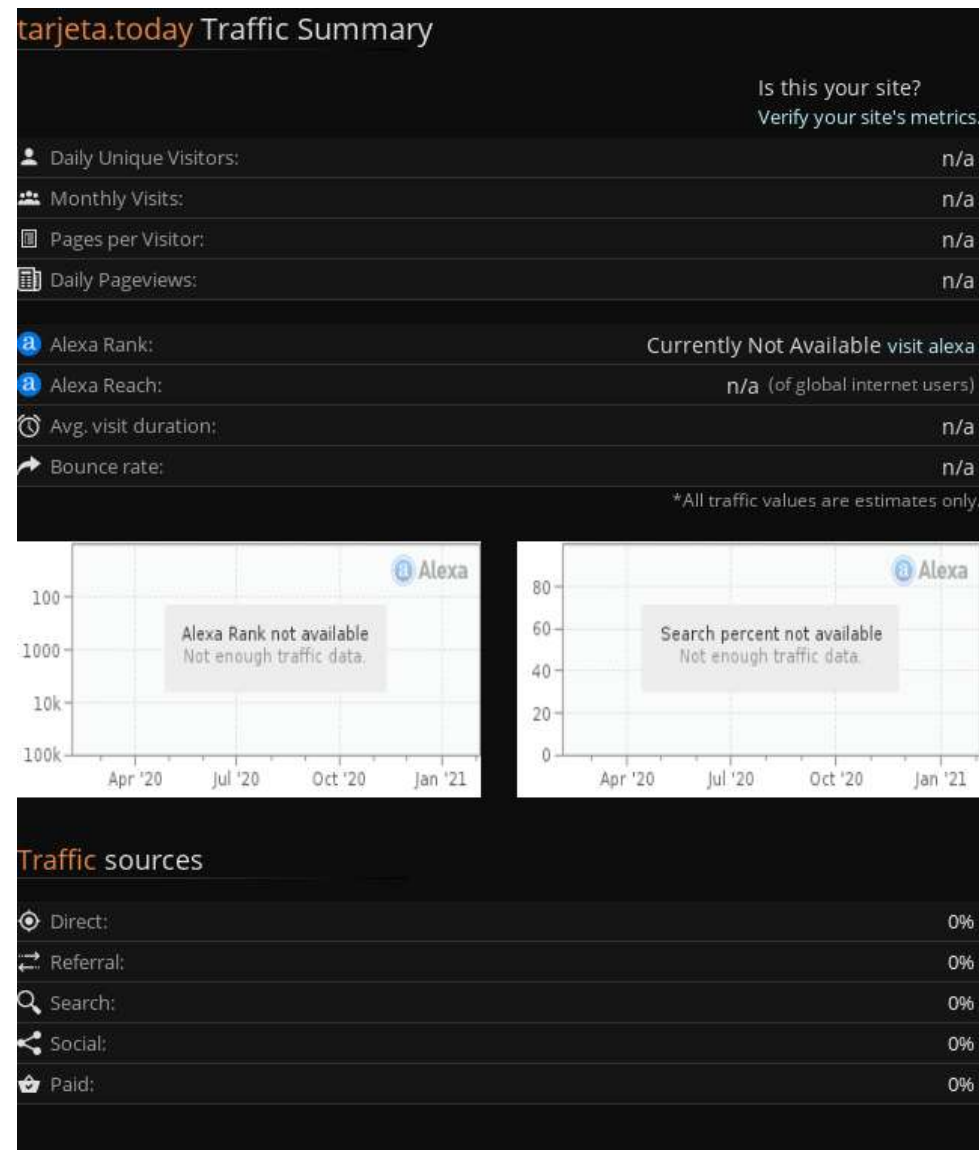 tarjeta.today Traffic Summary
Is this your site?
Verify your site's metrics.
Daily Unique Visitors: n/a
Monthly Visits: n/a
Pages per Visitor: n/a
Daily Pageviews: n/a
Alexa Rank: Currently Not Available visit alexa
Alexa Reach: n/a (of global internet users)
Avg. visit duration: n/a
Bounce rate: n/a
*All traffic values are estimates only.
a Alexa
100
1000
10k
100k
Alexa Rank not available
Not enough traffic data.
Apr '20 Jul '20 Oct '20 Jan '21
a Alexa
80
60
40
20
0
Search percent not available
Not enough traffic data.
Apr '20 Jul '20 Oct '20 Jan '21
Traffic sources
Direct: 0%
Referral: 0%
Search: 0%
Social: 0%
Paid: 0%